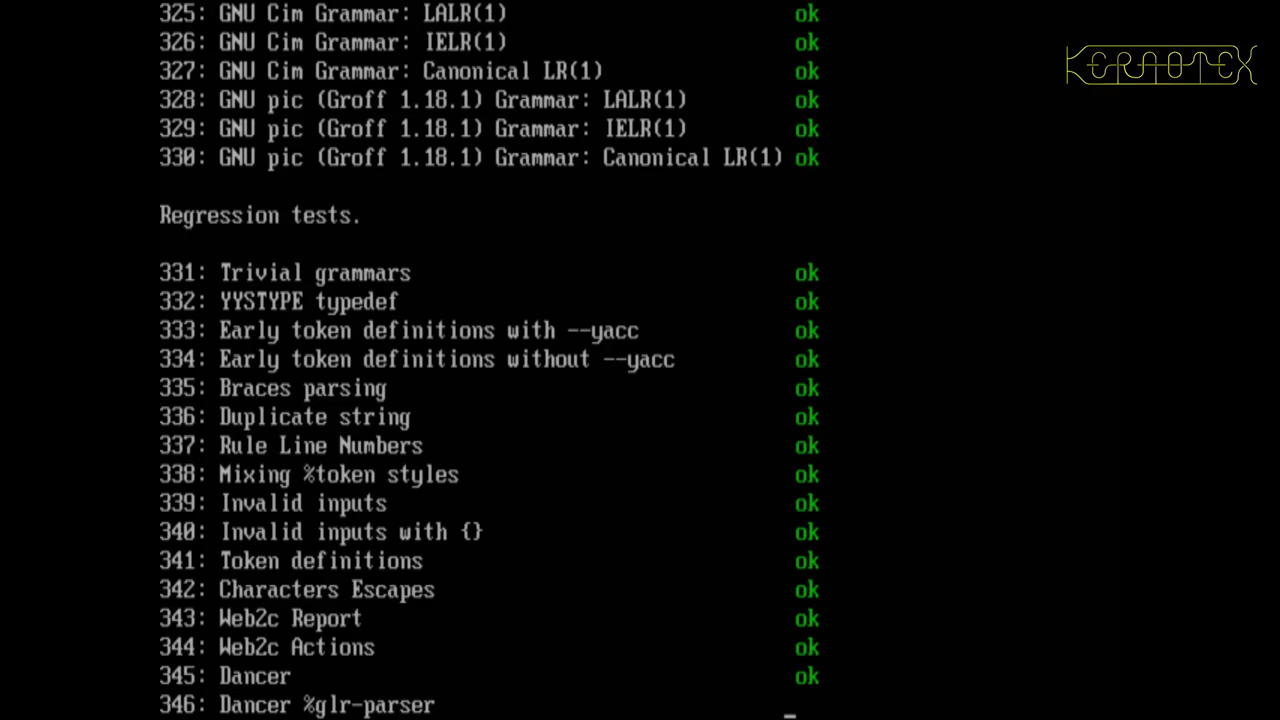 325: GNU Cim Grammar: LALR(1) ok
KERNOTEX
326: GNU Cim Grammar: IELR(1) ok
327: GNU Cim Grammar: Canonical LR(1) ok
328: GNU pic (Groff 1.18.1) Grammar: LALR(1) ok
329: GNU pic (Groff 1.18.1) Grammar: IELR(1) ok
330: GNU pic (Groff 1.18.1) Grammar: Canonical LR(1) ok
Regression tests.
331: Trivial grammars ok
332: YYSTYPE typedef ok
333: Early token definitions with --yacc ok
334: Early token definitions without --yacc ok
335: Braces parsing ok
336: Duplicate string ok
337: Rule Line Numbers ok
338: Mixing %token styles ok
339: Invalid inputs ok
340: Invalid inputs with {} ok
341: Token definitions ok
342: Characters Escapes ok
343: Web2c Report ok
344: Web2c Actions ok
345: Dancer ok
346: Dancer %glr-parser